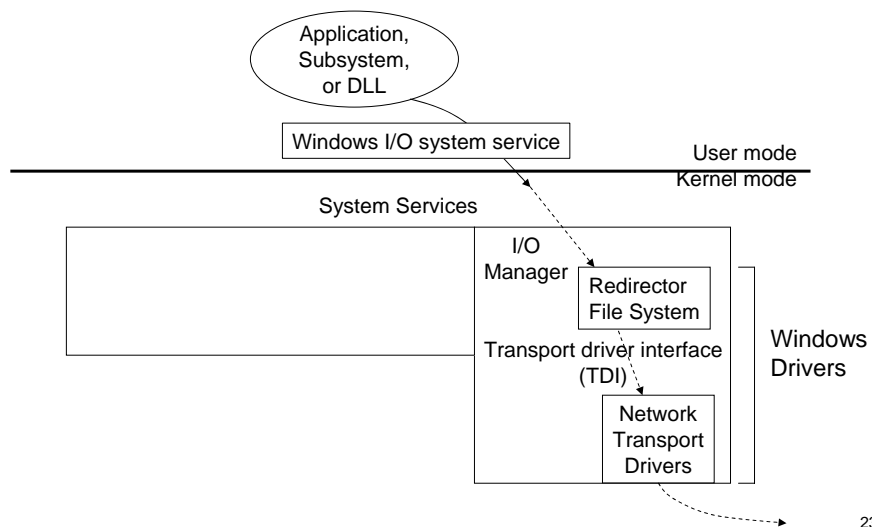 Application,
Subsystem,
or DLL
Windows I/O system service
User mode
Kernel mode
System Services
I/O
Manager
Redirector
File System
Transport driver interface
(TDI)
Windows
Drivers
Network
Transport
Drivers